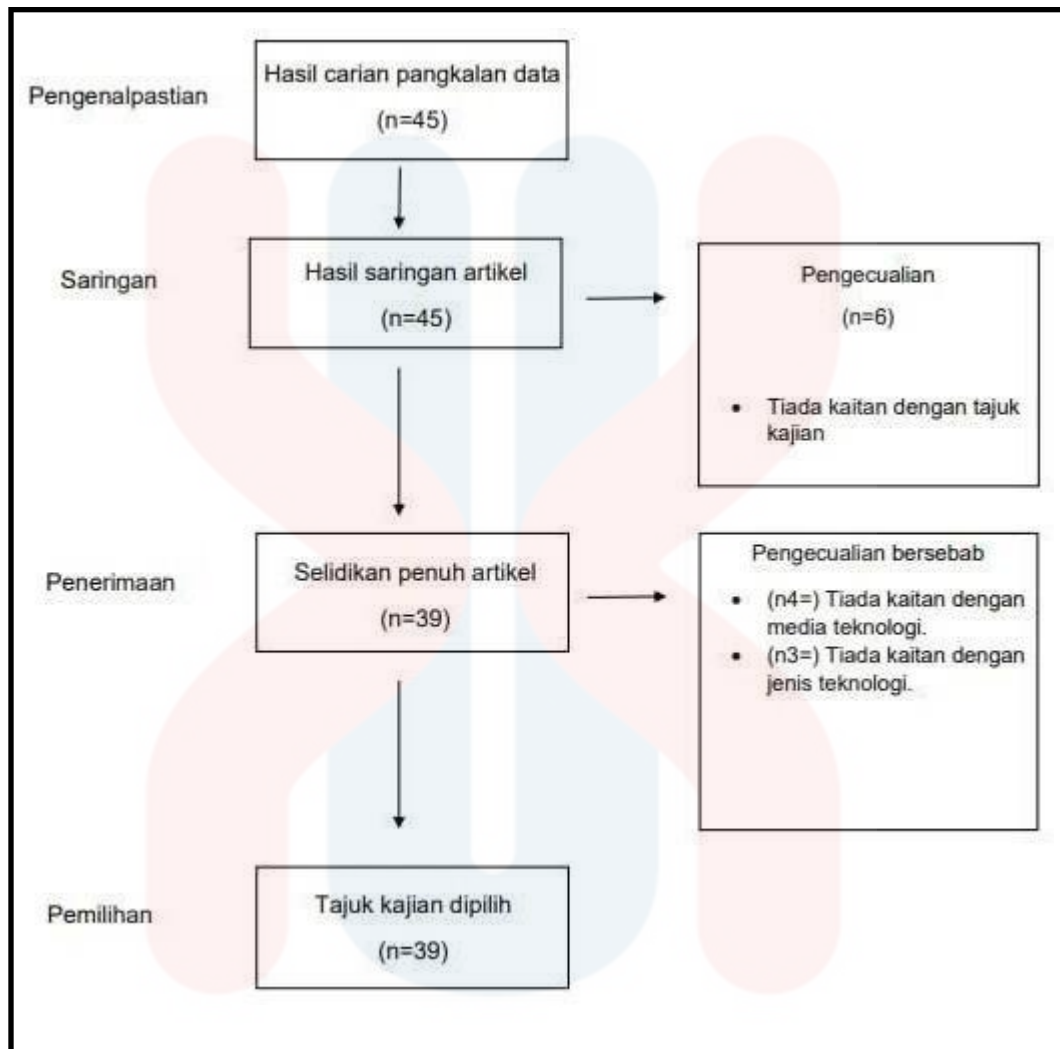 Pengenalpastian
Hasil carian pangkalan data
(n=45)
Saringan
Hasil saringan artikel
(n=45)
Pengecualian
(n=6)
• Tiada kaitan dengan tajuk
kajian
Penerimaan
Selidikan penuh artikel
(n=39)
Pengecualian bersebab
• (n4=) Tiada kaitan dengan
media teknologi.
• (n3=) Tiada kaitan dengan
jenis teknologi.
Pemilihan
Tajuk kajian dipilih
(n=39)